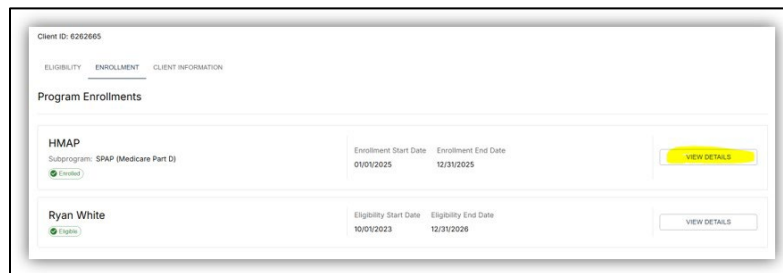 Client ID: 6262665
ELIGIBILITY ENROLLMENT CLIENT INFORMATION
Program Enrollments
HMAP
Subprogram: SPAP (Medicare Part D)
Enrolled
Enrollment Start Date Enrollment End Date
01/01/2025 12/31/2025
VIEW DETAILS
Ryan White
Eligible
Eligibility Start Date Eligibility End Date
10/01/2023 12/31/2026
VIEW DETAILS